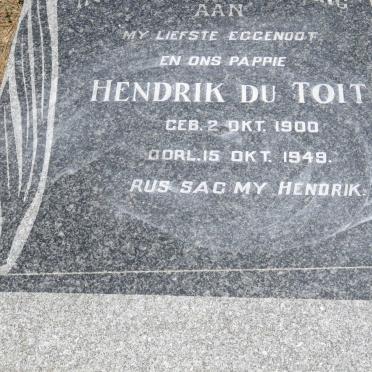 AAN
MY LIEFSTE EGGENOOT
EN ONS PAPPIE
HENDRIK DU TOIT
GEB. 2 OKT. 1900
OORL. 15 OKT. 1949.
RUS SAG MY HENDRIK.